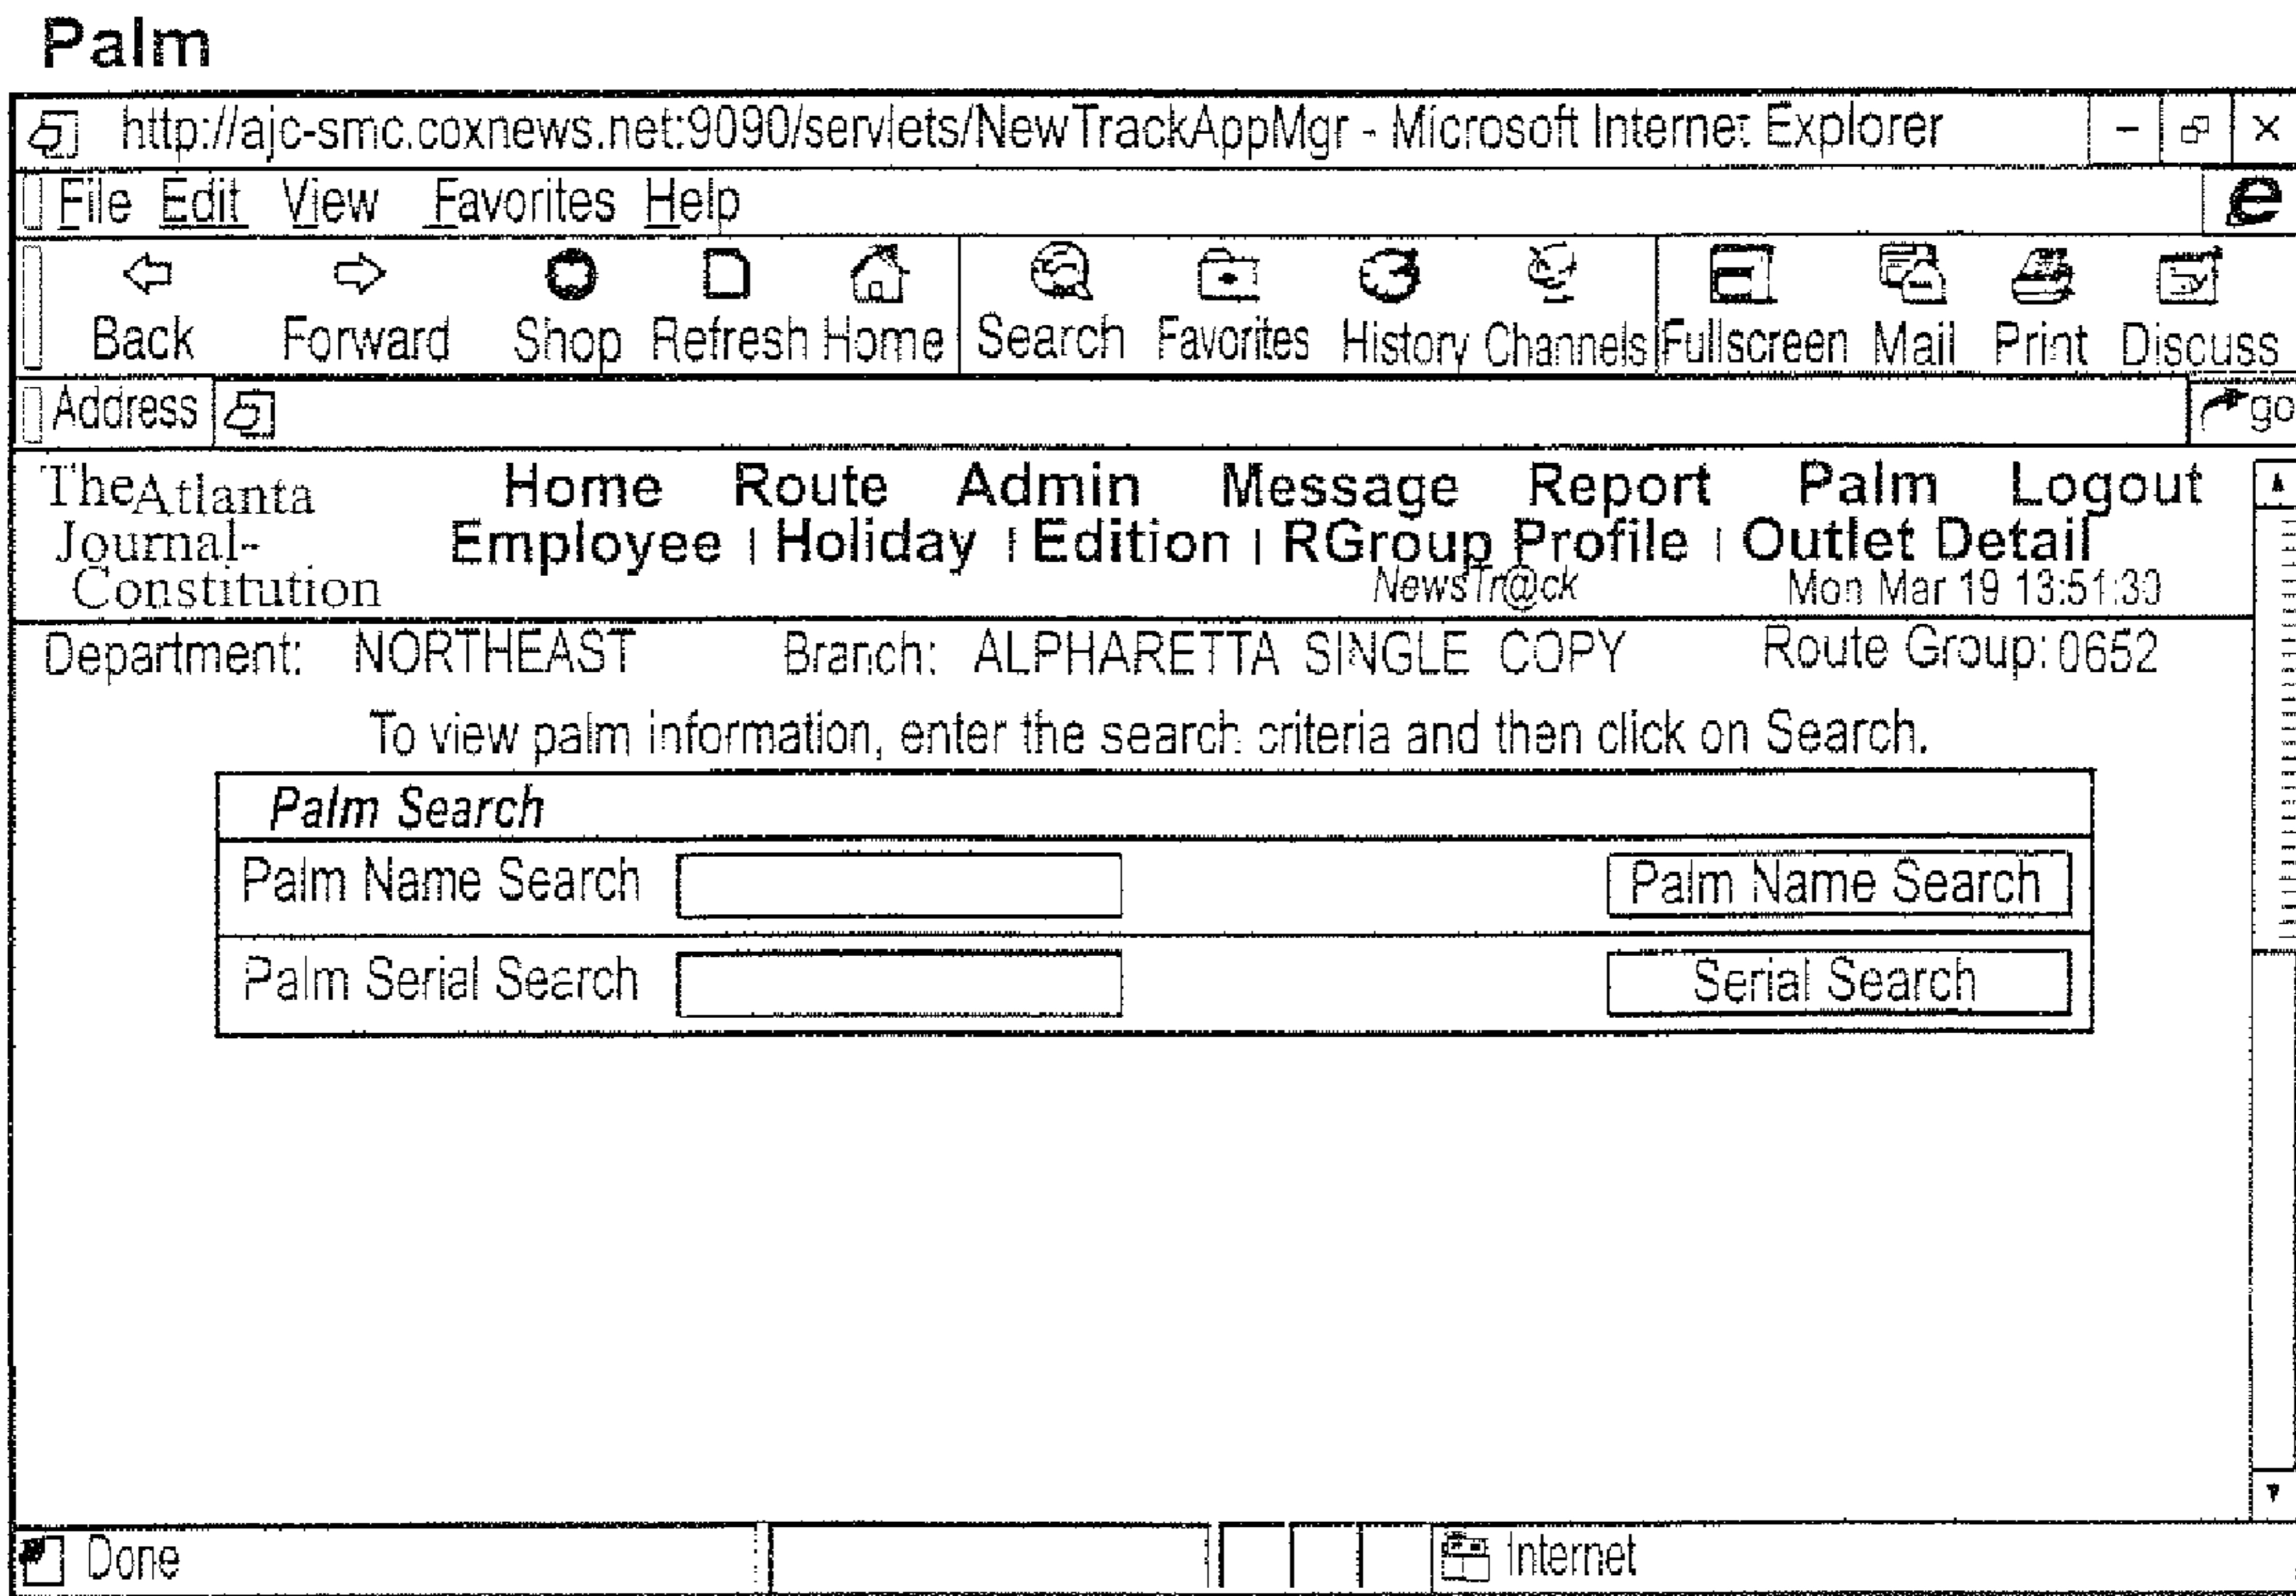 Palm
http://ajc-smc.coxnews.net:9090/servlets/NewTrackAppMgr - Microsoft Internet Explorer
File Edit View Favorites Help
Back Forward Shop Refresh Home Search Favorites History Channels Fullscreen Mail Print Discuss
Address go
The Atlanta Journal-Constitution
Home Route Admin Message Report Palm Logout
Employee | Holiday | Edition | RGroup Profile | Outlet Detail
NewsTr@ck Mon Mar 19 13:51:30
Department: NORTHEAST Branch: ALPHARETTA SINGLE COPY Route Group: 0652
To view palm information, enter the search criteria and then click on Search.
Palm Search
Palm Name Search Palm Name Search
Palm Serial Search Serial Search
Done Internet